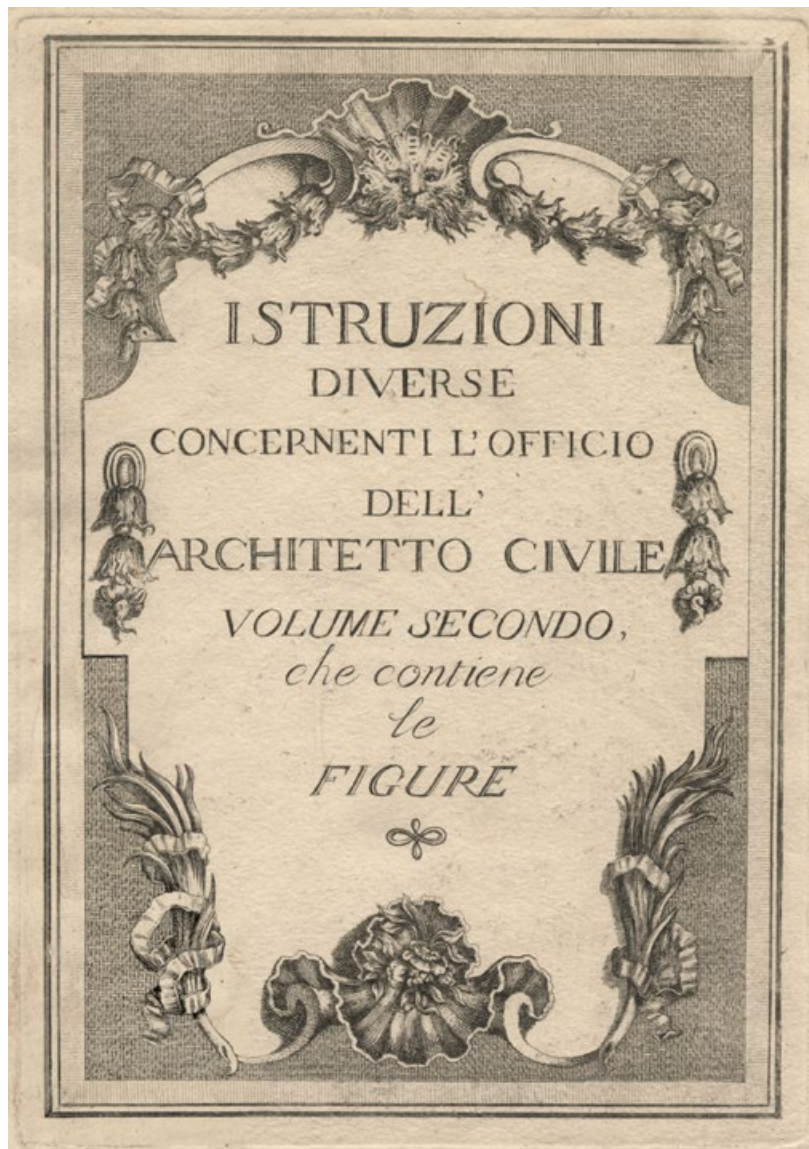 ISTRUZIONI
DIVERSE
CONCERNENTI L'OFFICIO
DELL'
ARCHITETTO CIVILE
VOLUME SECONDO,
che contiene
le
FIGURE